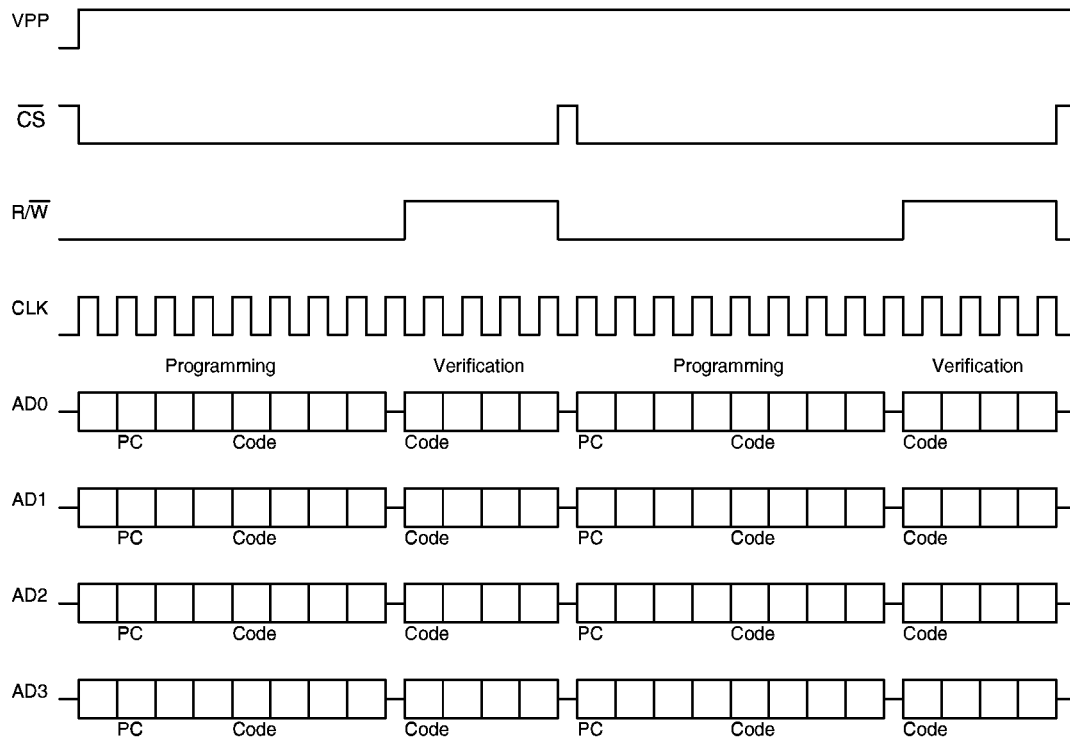 VPP
CS
R/W
CLK
Programming Verification Programming Verification
AD0
PC Code Code PC Code Code
AD1
PC Code Code PC Code Code
AD2
PC Code Code PC Code Code
AD3
PC Code Code PC Code Code